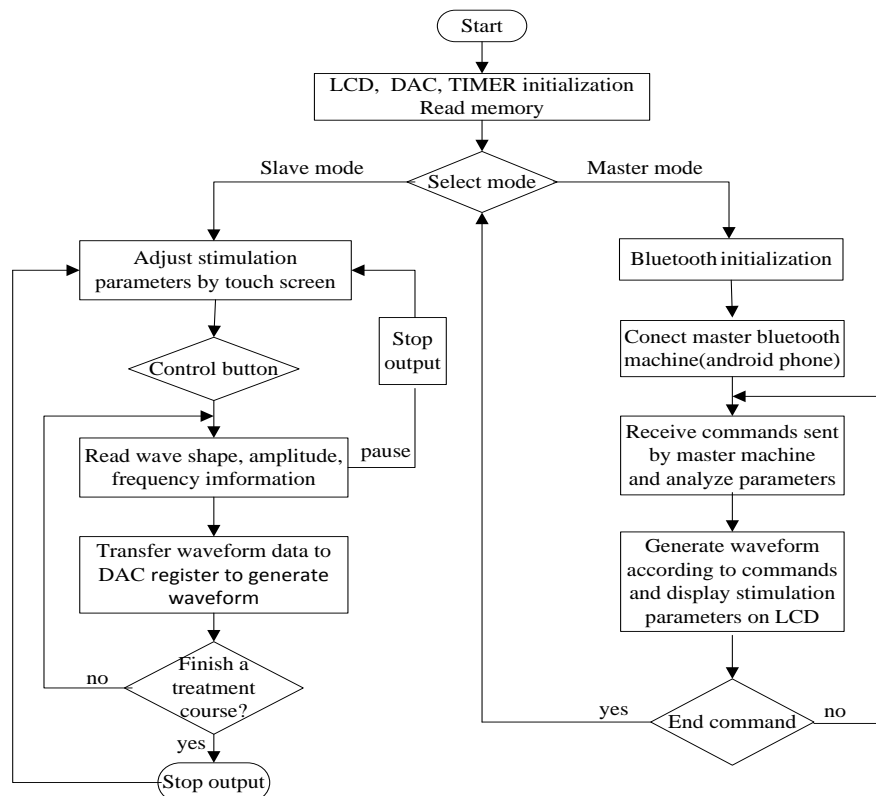 Start
LCD, DAC, TIMER initialization
Read memory
Slave mode
Select mode
Master mode
Adjust stimulation
parameters by touch screen
Stop
output
Control button
Read wave shape, amplitude,
frequency imformation
pause
Transfer waveform data to
DAC register to generate
waveform
Finish a
treatment
course?
no
yes
Stop output
Bluetooth initialization
Conect master bluetooth
machine(android phone)
Receive commands sent
by master machine
and analyze parameters
Generate waveform
according to commands
and display stimulation
parameters on LCD
yes
End command
no